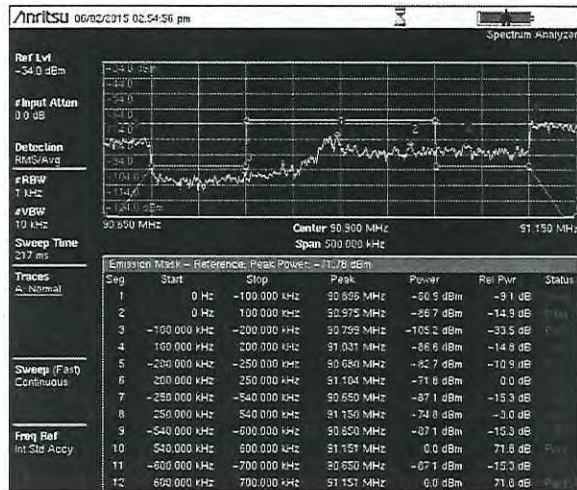 Anritsu 06/02/2015 02:54:56 pm
Spectrum Analyzer
Ref Lvl
-34.0 dBm
#Input Atten
0.0 dB
Detection
RMS/Avg
#RBW
1 kHz
#VBW
10 kHz
Sweep Time
217 ms
Traces
A: Normal
Sweep (Fast)
Continuous
Freq Ref
Int Std Accy
90.650 MHz
Center 90.900 MHz
91.150 MHz
Span 500.000 kHz
Emission Mask - Reference: Peak Power: -71.78 dBm
Seg Start Stop Peak Power Rel Pwr Status
1 0 Hz -100.000 kHz 90.896 MHz -80.9 dBm -9.1 dB
2 0 Hz 100.000 kHz 90.975 MHz -86.7 dBm -14.9 dB
3 -100.000 kHz -200.000 kHz 90.799 MHz -105.2 dBm -33.5 dB
4 100.000 kHz 200.000 kHz 91.031 MHz -86.6 dBm -14.8 dB
5 -200.000 kHz -250.000 kHz 90.680 MHz -82.7 dBm -10.9 dB
6 200.000 kHz 250.000 kHz 91.104 MHz -71.8 dBm 0.0 dB
7 -250.000 kHz -540.000 kHz 90.650 MHz -87.1 dBm -15.3 dB
8 250.000 kHz 540.000 kHz 91.150 MHz -74.8 dBm -3.0 dB
9 -540.000 kHz -600.000 kHz 90.650 MHz -87.1 dBm -15.3 dB
10 540.000 kHz 600.000 kHz 91.151 MHz 0.0 dBm 71.8 dB
11 -600.000 kHz -700.000 kHz 90.650 MHz -87.1 dBm -15.3 dB
12 600.000 kHz 700.000 kHz 91.151 MHz 0.0 dBm 71.8 dB